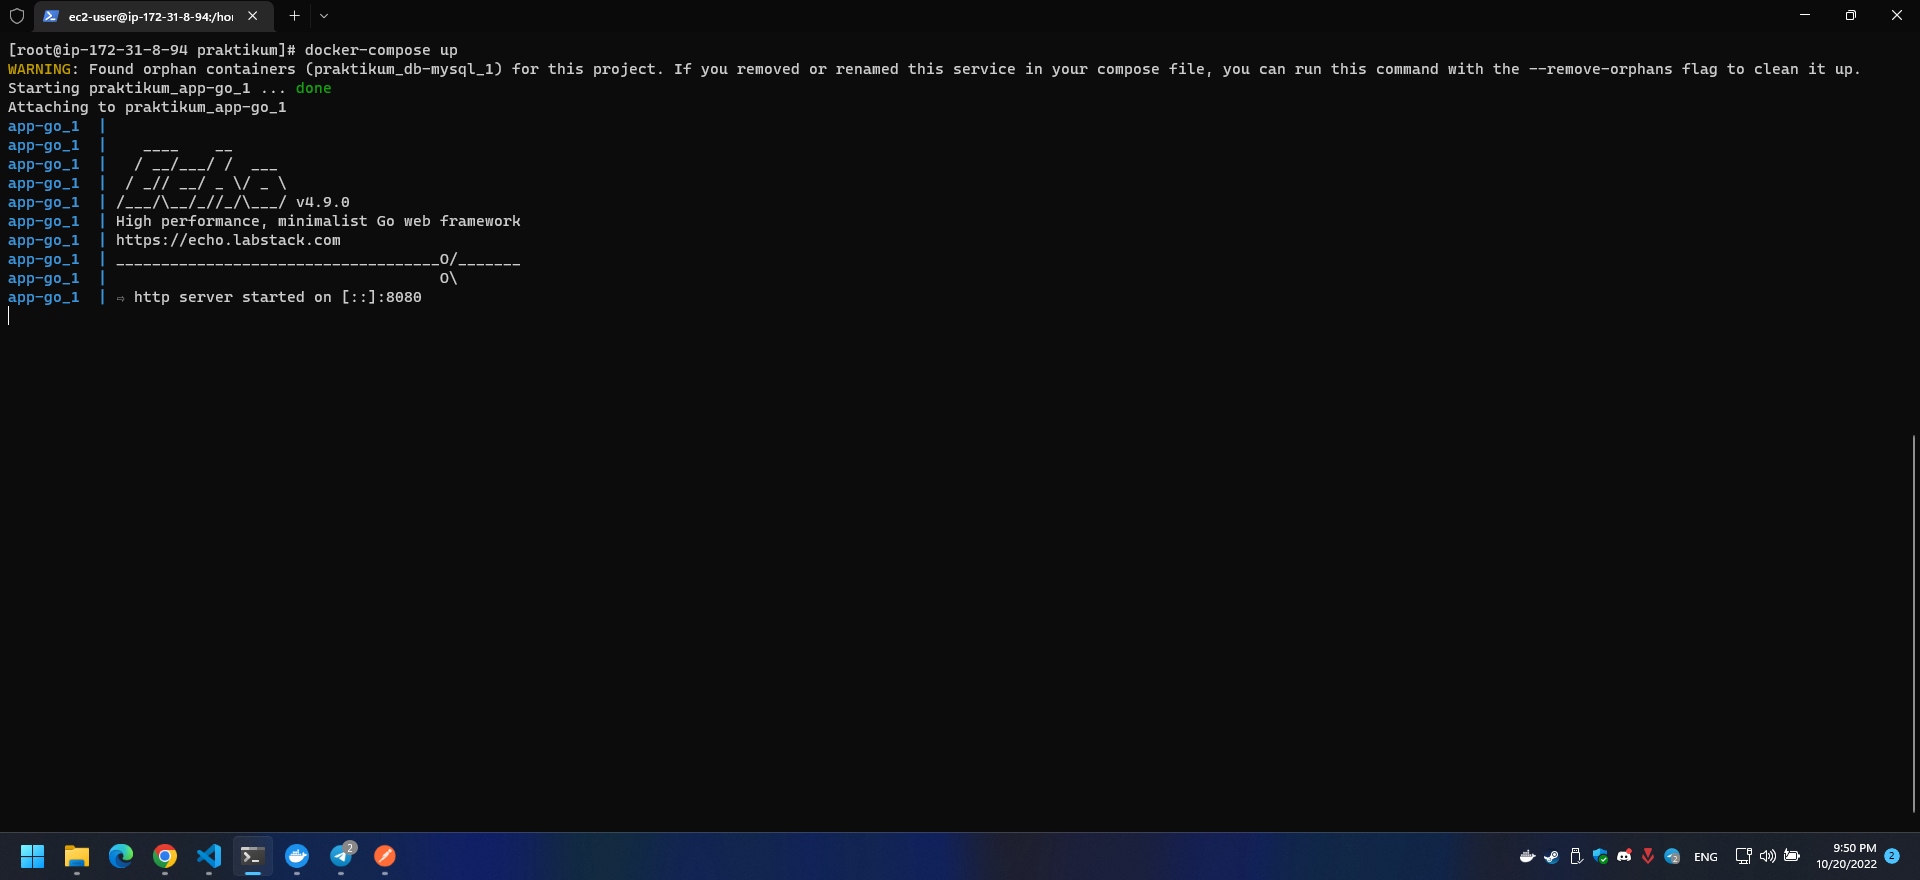 ec2-user@ip-172-31-8-94:/hor
[root@ip-172-31-8-94 praktikum]# docker-compose up
WARNING: Found orphan containers (praktikum_db-mysql_1) for this project. If you removed or renamed this service in your compose file, you can run this command with the --remove-orphans flag to clean it up.
Starting praktikum_app-go_1 ... done
Attaching to praktikum_app-go_1
app-go_1  |
app-go_1  |    ____    __
app-go_1  |   / __/___/ /  ___
app-go_1  |  / _// __/ _ \/ _ \
app-go_1  | /___/\__/_//_/\___/ v4.9.0
app-go_1  | High performance, minimalist Go web framework
app-go_1  | https://echo.labstack.com
app-go_1  | ____________________________________O/_______
app-go_1  |                                     O\
app-go_1  | ⇨ http server started on [::]:8080
2
2
ENG
9:50 PM
10/20/2022
2